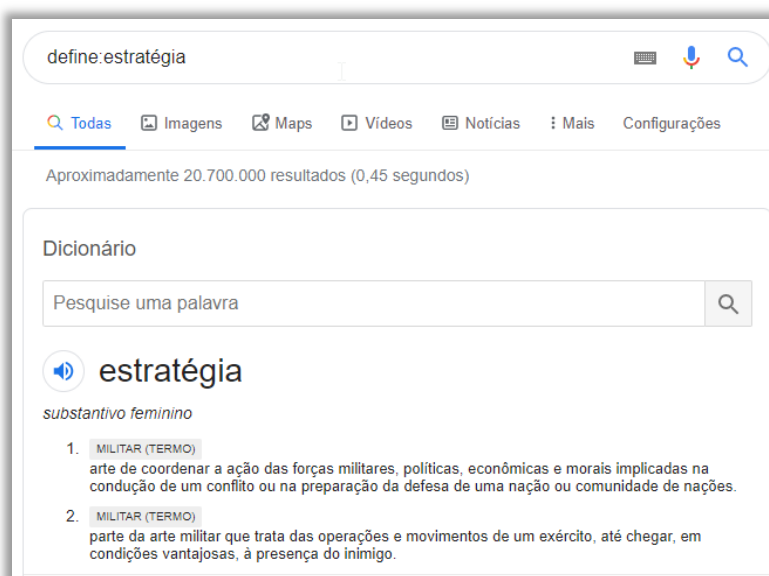 define:estratégia
Todas Imagens Maps Vídeos Notícias Mais Configurações
Aproximadamente 20.700.000 resultados (0,45 segundos)
Dicionário
Pesquise uma palavra
estratégia
substantivo feminino
1. MILITAR (TERMO)
arte de coordenar a ação das forças militares, políticas, econômicas e morais implicadas na
condução de um conflito ou na preparação da defesa de uma nação ou comunidade de nações.
2. MILITAR (TERMO)
parte da arte militar que trata das operações e movimentos de um exército, até chegar, em
condições vantajosas, à presença do inimigo.